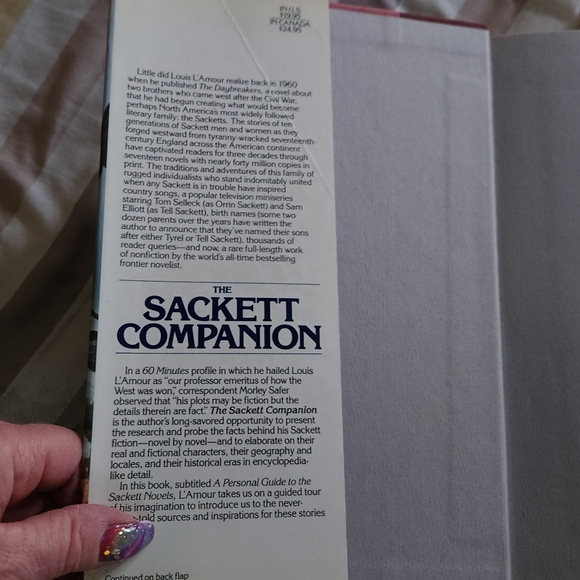 IN U.S.
$19.95
IN CANADA
$24.95
Little did Louis L'Amour realize back in 1960
when he published The Daybreakers, a novel about
two brothers who came west after the Civil War,
that he had begun creating what would become
perhaps North America's most widely followed
literary family: the Sacketts. The stories of ten
generations of Sackett men and women as they
forged westward from tyranny-wracked seventeenth-
century England across the American continent
have captivated readers for three decades through
seventeen novels with nearly forty million copies in
print. The traditions and adventures of this family of
rugged individualists who stand indomitably united
when any Sackett is in trouble have inspired
country songs, a popular television miniseries
starring Tom Selleck (as Orrin Sackett) and Sam
Elliott (as Tell Sackett), birth names (some two
dozen parents over the years have written the
author to announce that they've named their sons
after either Tyrel or Tell Sackett), thousands of
reader queries—and now, a rare full-length work
of nonfiction by the world's all-time bestselling
frontier novelist.
THE
SACKETT
COMPANION
In a 60 Minutes profile in which he hailed Louis
L'Amour as "our professor emeritus of how the
West was won," correspondent Morley Safer
observed that "his plots may be fiction but the
details therein are fact." The Sackett Companion
is the author's long-savored opportunity to present
the research and probe the facts behind his Sackett
fiction—novel by novel—and to elaborate on their
real and fictional characters, their geography and
locales, and their historical eras in encyclopedia-
like detail.
In this book, subtitled A Personal Guide to the
Sackett Novels, L'Amour takes us on a guided tour
of his imagination to introduce us to the never-
-told sources and inspirations for these stories
Continued on back flap